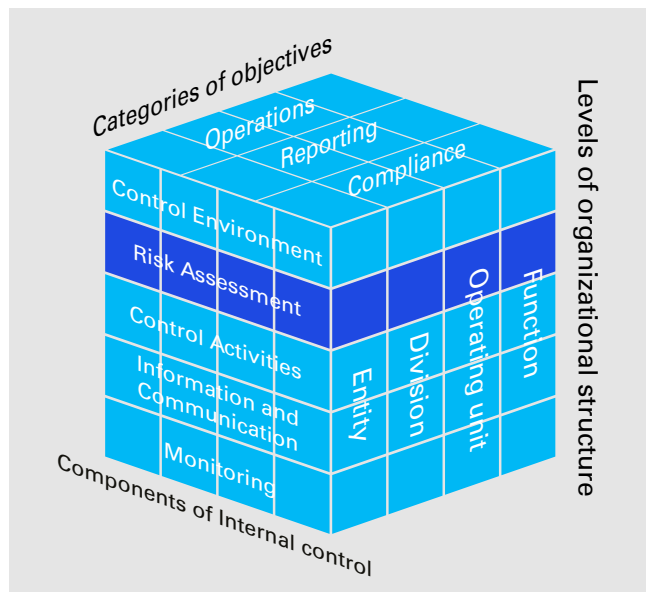 Categories of objectives
Operations
Reporting
Compliance
Levels of organizational structure
Control Environment
Risk Assessment
Control Activities
Information and
Communication
Monitoring
Entity
Division
Operating unit
Function
Components of Internal control